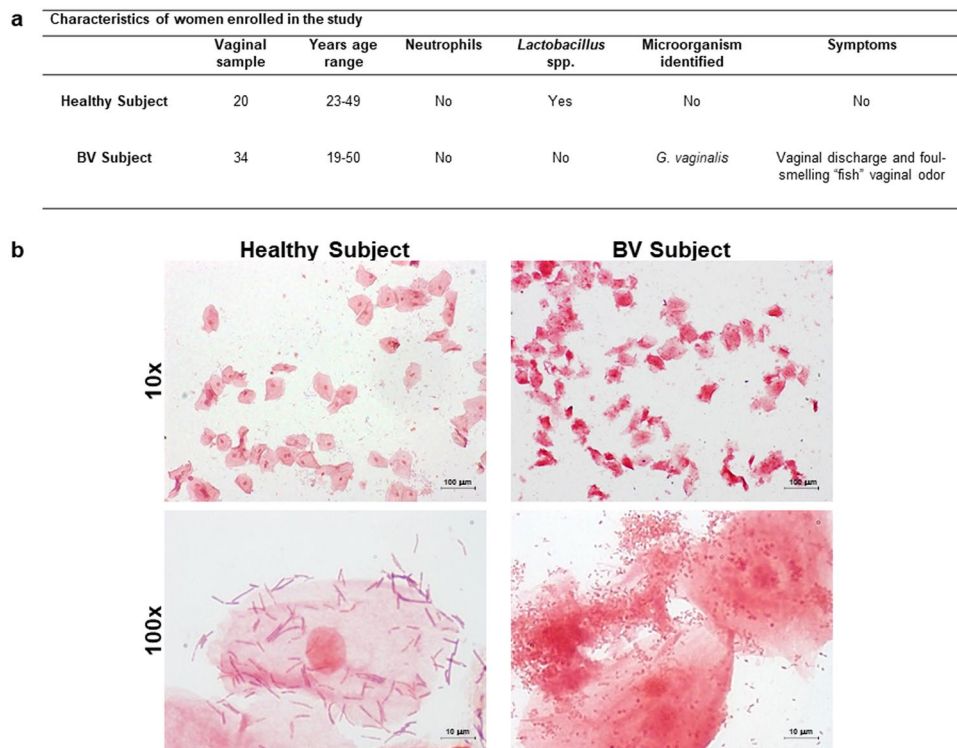 a
Characteristics of women enrolled in the study
Vaginal sample Years age range Neutrophils Lactobacillus spp. Microorganism identified Symptoms
Healthy Subject 20 23-49 No Yes No No
BV Subject 34 19-50 No No G. vaginalis Vaginal discharge and foul-smelling “fish” vaginal odor
b
Healthy Subject BV Subject
10x
100 µm 100 µm
100x
10 µm 10 µm